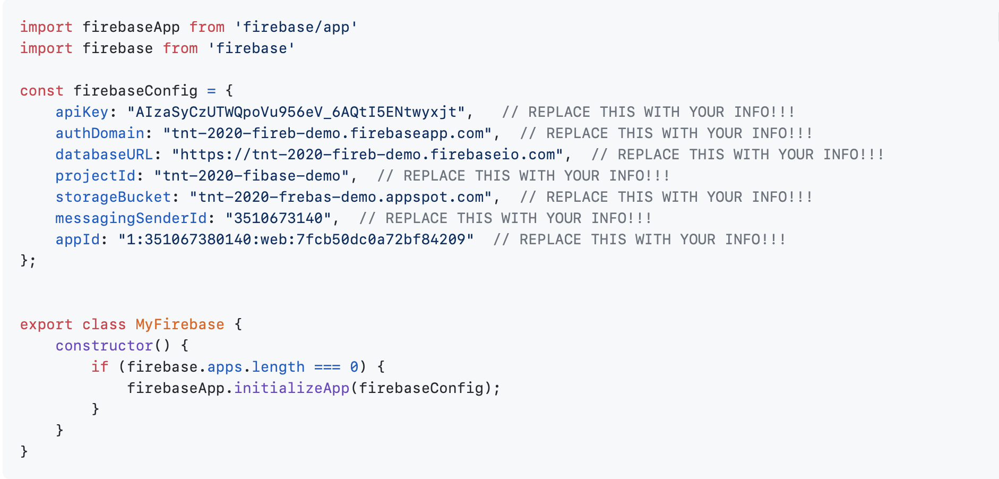 import firebaseApp from 'firebase/app'
import firebase from 'firebase'

const firebaseConfig = {
    apiKey: "AIzaSyCzUTWQpoVu956eV_6AQtI5ENtwyxjt",   // REPLACE THIS WITH YOUR INFO!!!
    authDomain: "tnt-2020-fireb-demo.firebaseapp.com",  // REPLACE THIS WITH YOUR INFO!!!
    databaseURL: "https://tnt-2020-fireb-demo.firebaseio.com",  // REPLACE THIS WITH YOUR INFO!!!
    projectId: "tnt-2020-fibase-demo",  // REPLACE THIS WITH YOUR INFO!!!
    storageBucket: "tnt-2020-frebas-demo.appspot.com",  // REPLACE THIS WITH YOUR INFO!!!
    messagingSenderId: "3510673140",  // REPLACE THIS WITH YOUR INFO!!!
    appId: "1:351067380140:web:7fcb50dc0a72bf84209"  // REPLACE THIS WITH YOUR INFO!!!
};


export class MyFirebase {
    constructor() {
        if (firebase.apps.length === 0) {
            firebaseApp.initializeApp(firebaseConfig);
        }
    }
}